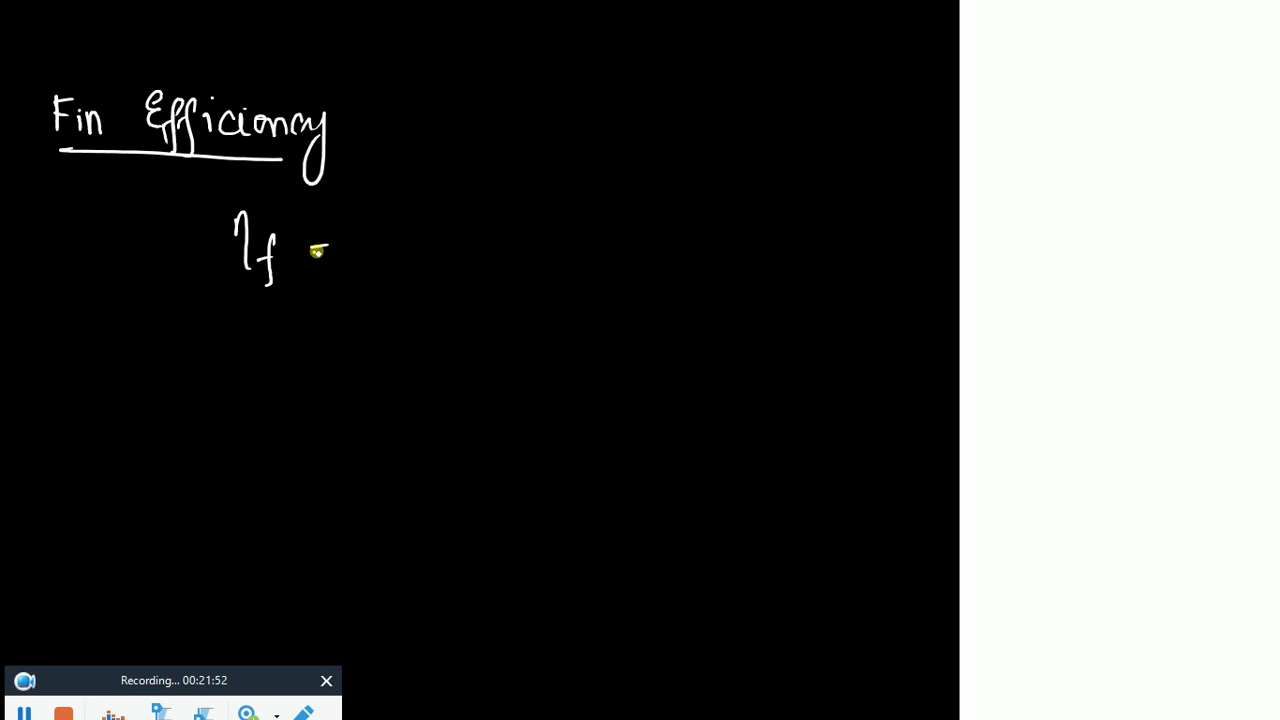 Fin Efficiency
ηf =
Recording... 00:21:52